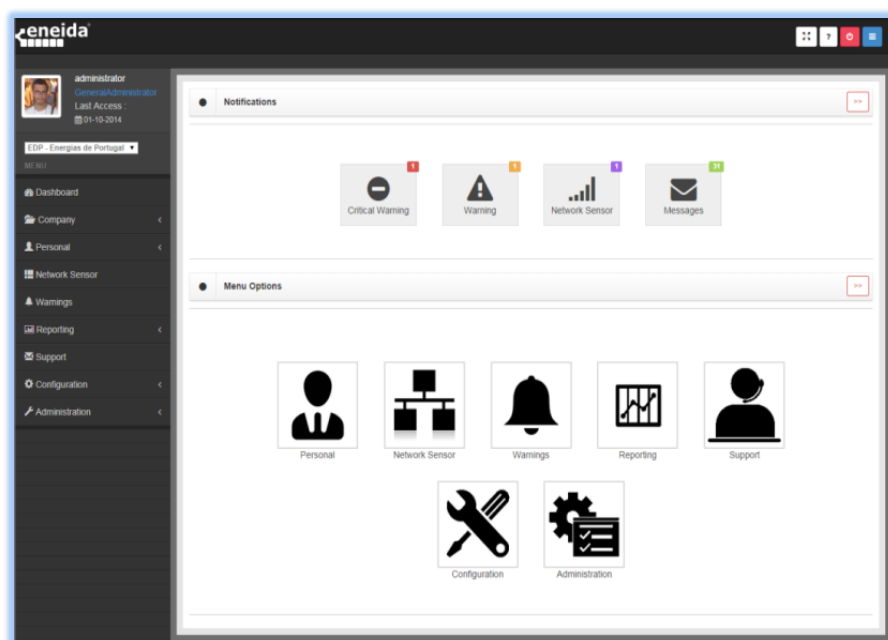 eneida
?
administrator
GeneralAdministrator
Last Access :
01-10-2014
EDP - Energias de Portugal
MENU
Dashboard
Company
Personal
Network Sensor
Warnings
Reporting
Support
Configuration
Administration
Notifications
>>
1
1
1
31
Critical Warning
Warning
Network Sensor
Messages
Menu Options
>>
Personal
Network Sensor
Warnings
Reporting
Support
Configuration
Administration